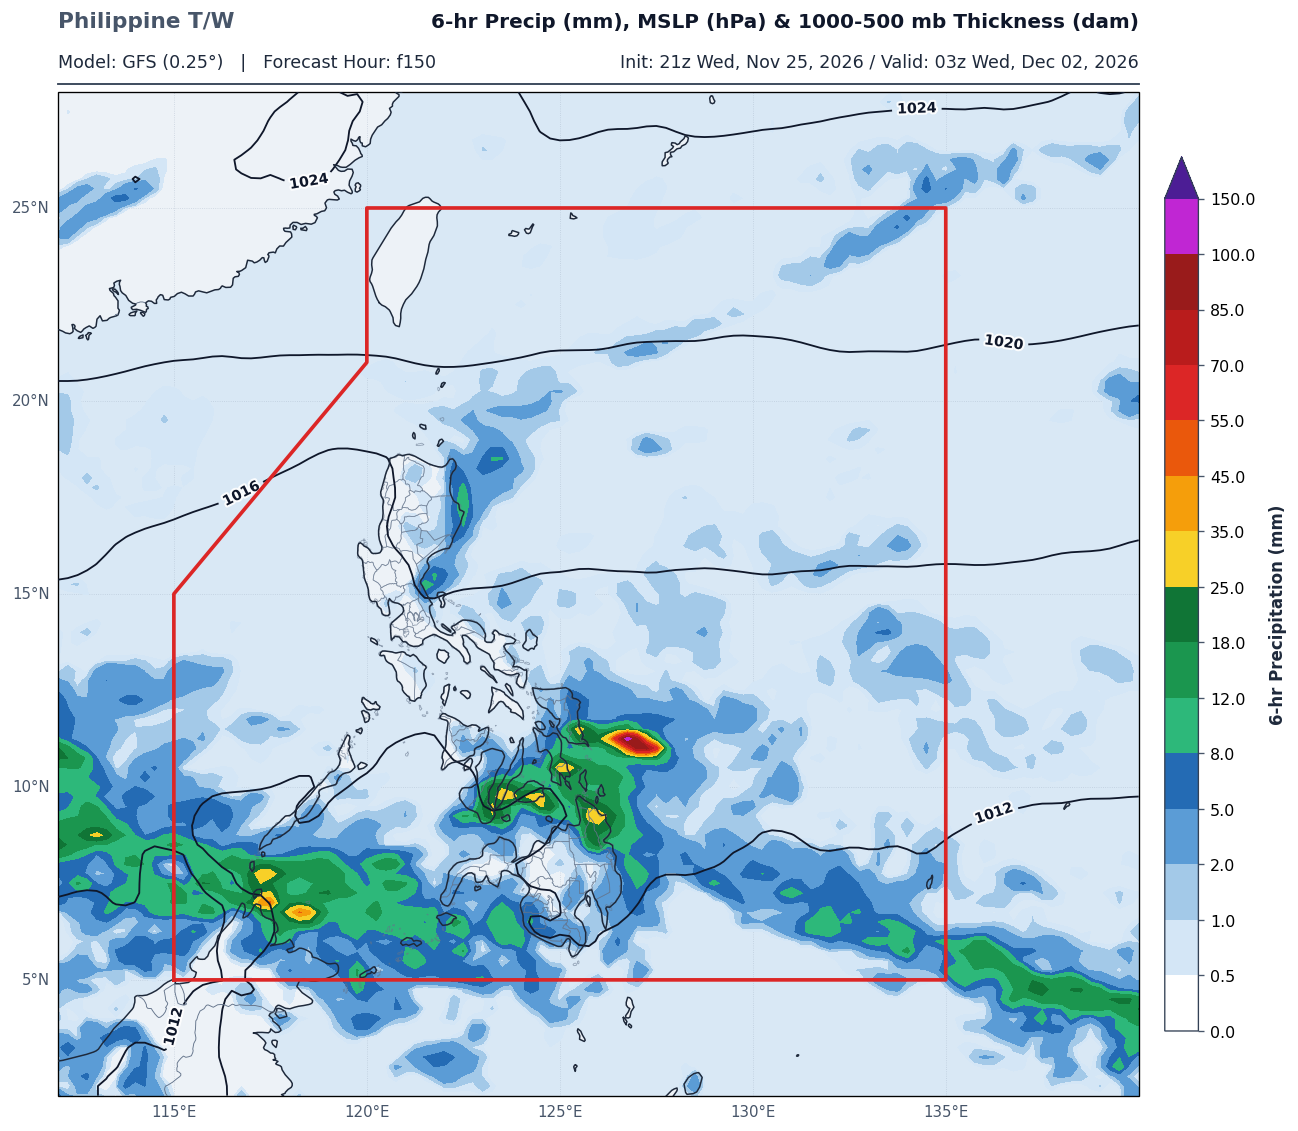 Philippine T/W
6-hr Precip (mm), MSLP (hPa) & 1000-500 mb Thickness (dam)
Model: GFS (0.25°) | Forecast Hour: f150
Init: 21z Wed, Nov 25, 2026 / Valid: 03z Wed, Dec 02, 2026
1024
1024
1020
1016
1012
1012
25°N
20°N
15°N
10°N
5°N
115°E
120°E
125°E
130°E
135°E
150.0
100.0
85.0
70.0
55.0
45.0
35.0
25.0
18.0
12.0
8.0
5.0
2.0
1.0
0.5
0.0
6-hr Precipitation (mm)